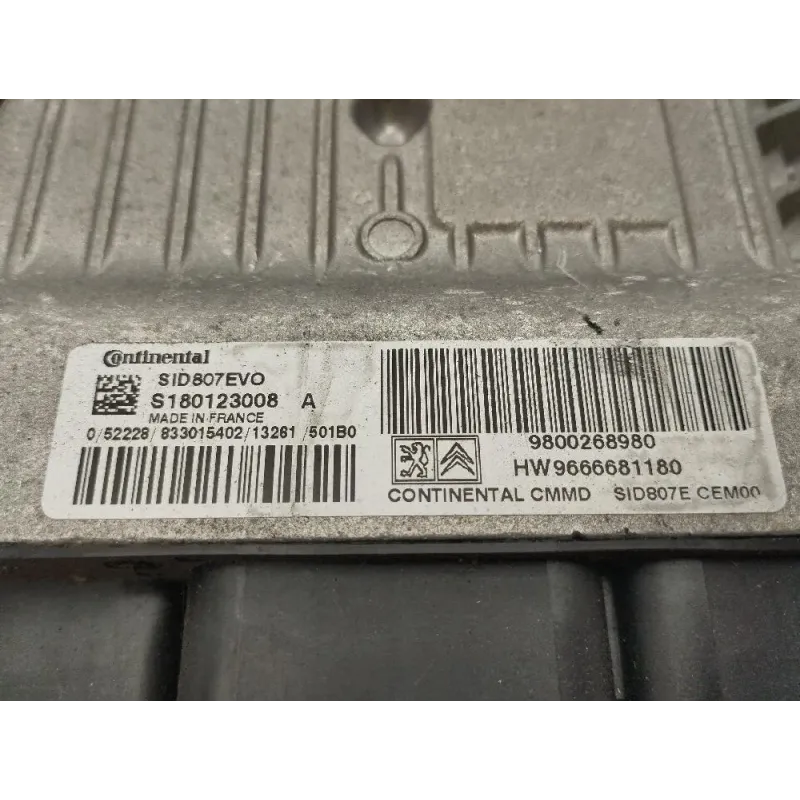 Continental
SID807EVO
S180123008 A
MADE IN FRANCE
0/52228/833015402/13261/501B0
9800268980
HW9666681180
CONTINENTAL CMMD SID807E CEM00